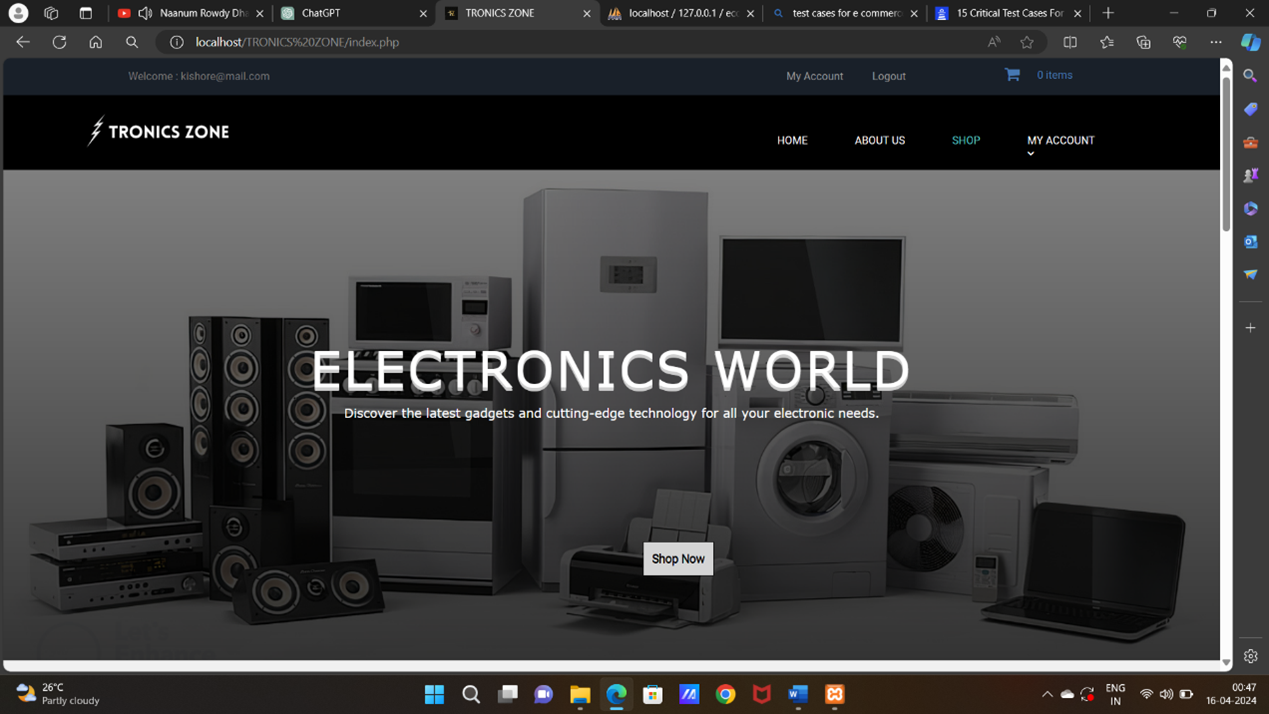 Naanum Rowdy Dha
ChatGPT
TRONICS ZONE
localhost / 127.0.0.1 / ec
test cases for e commerc
15 Critical Test Cases For
localhost/TRONICS%20ZONE/index.php
Welcome : kishore@mail.com
My Account
Logout
0 items
TRONICS ZONE
HOME
ABOUT US
SHOP
MY ACCOUNT
ELECTRONICS WORLD
Discover the latest gadgets and cutting-edge technology for all your electronic needs.
Shop Now
Let's
Enhance
26°C
Partly cloudy
ENG
IN
00:47
16-04-2024